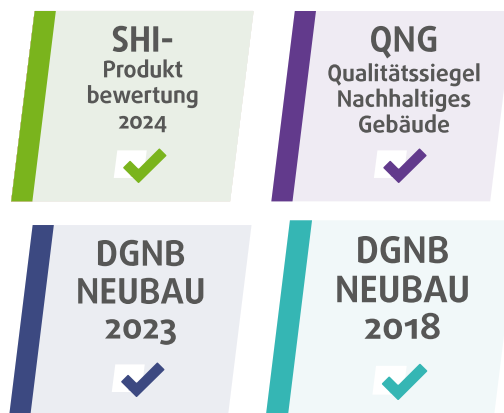 SHI-
Produkt
bewertung
2024
QNG
Qualitätssiegel
Nachhaltiges
Gebäude
DGNB
NEUBAU
2023
DGNB
NEUBAU
2018